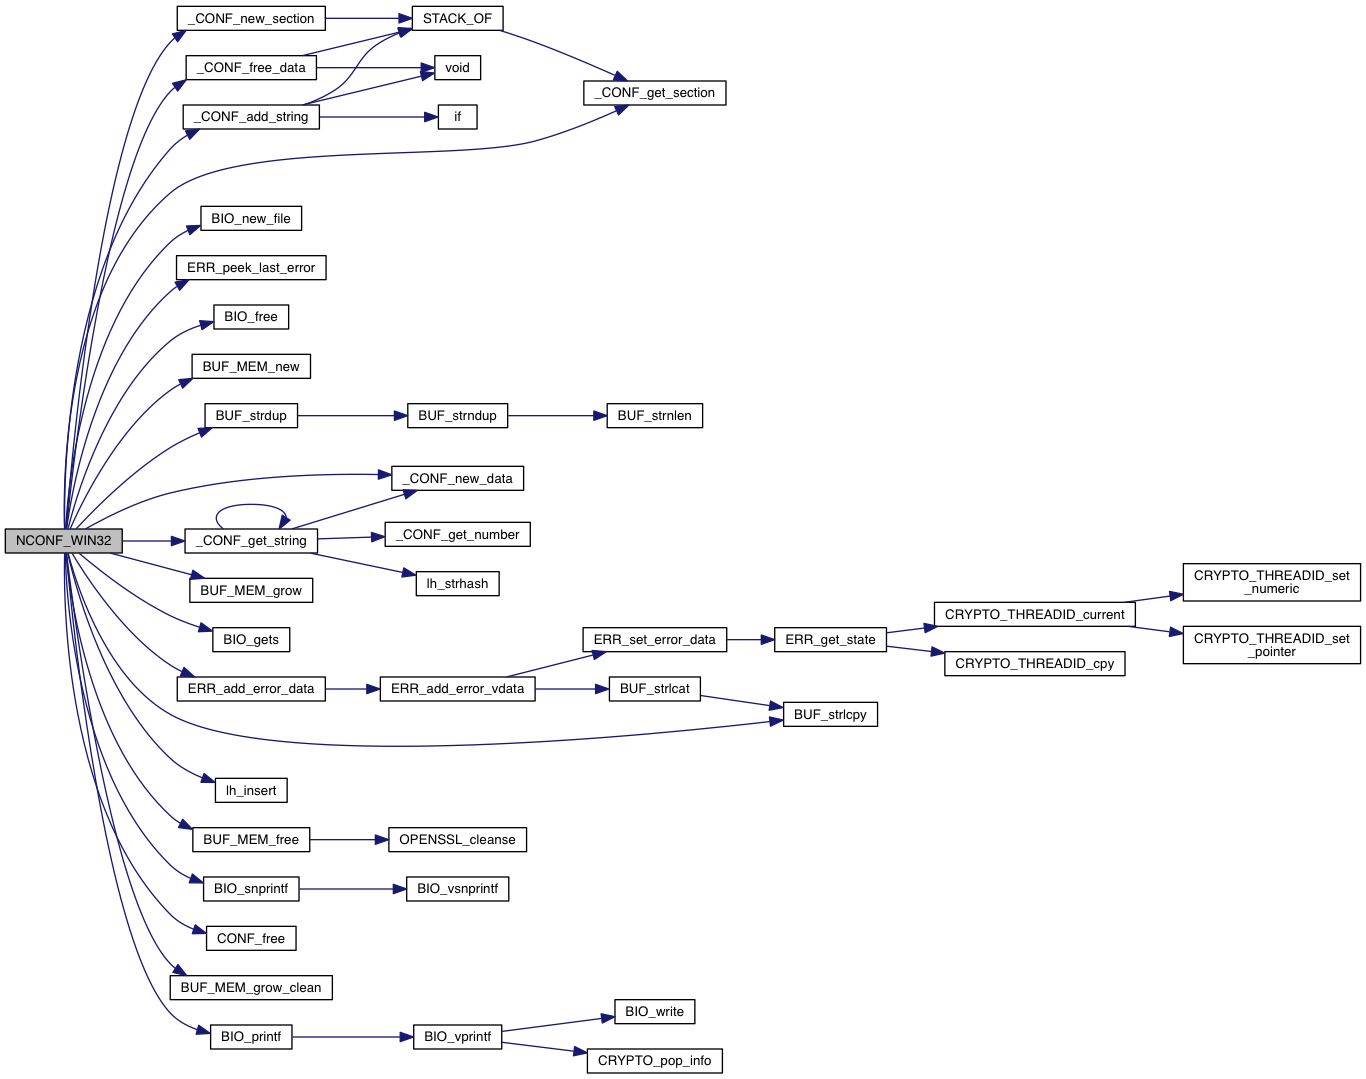 _CONF_new_section
STACK_OF
_CONF_free_data
void
_CONF_get_section
_CONF_add_string
if
BIO_new_file
ERR_peek_last_error
BIO_free
BUF_MEM_new
BUF_strdup
BUF_strndup
BUF_strnlen
_CONF_new_data
NCONF_WIN32
_CONF_get_string
_CONF_get_number
lh_strhash
BUF_MEM_grow
CRYPTO_THREADID_set
_numeric
CRYPTO_THREADID_current
BIO_gets
ERR_set_error_data
ERR_get_state
CRYPTO_THREADID_set
_pointer
CRYPTO_THREADID_cpy
ERR_add_error_data
ERR_add_error_vdata
BUF_strlcat
BUF_strlcpy
lh_insert
BUF_MEM_free
OPENSSL_cleanse
BIO_snprintf
BIO_vsnprintf
CONF_free
BUF_MEM_grow_clean
BIO_printf
BIO_vprintf
BIO_write
CRYPTO_pop_info